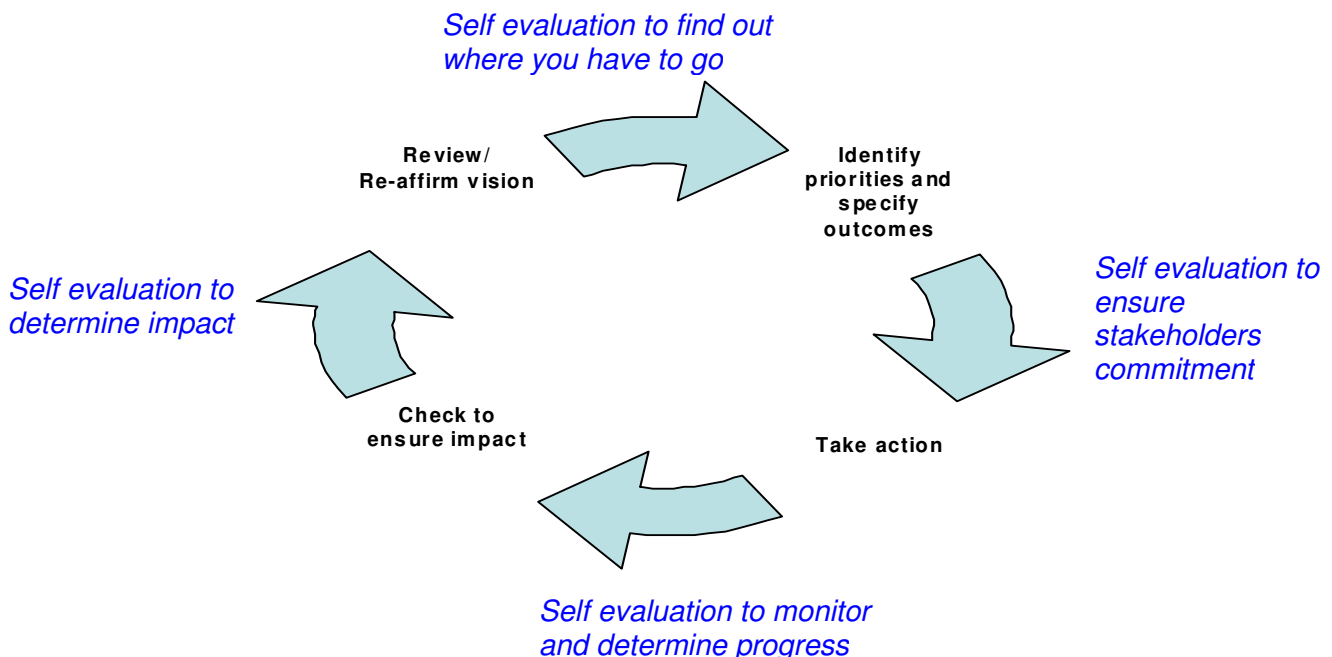 Self evaluation to find out
where you have to go
Review/
Re-affirm vision
Identify
priorities and
specify
outcomes
Self evaluation to
ensure
stakeholders
commitment
Self evaluation to
determine impact
Check to
ensure impact
Take action
Self evaluation to monitor
and determine progress